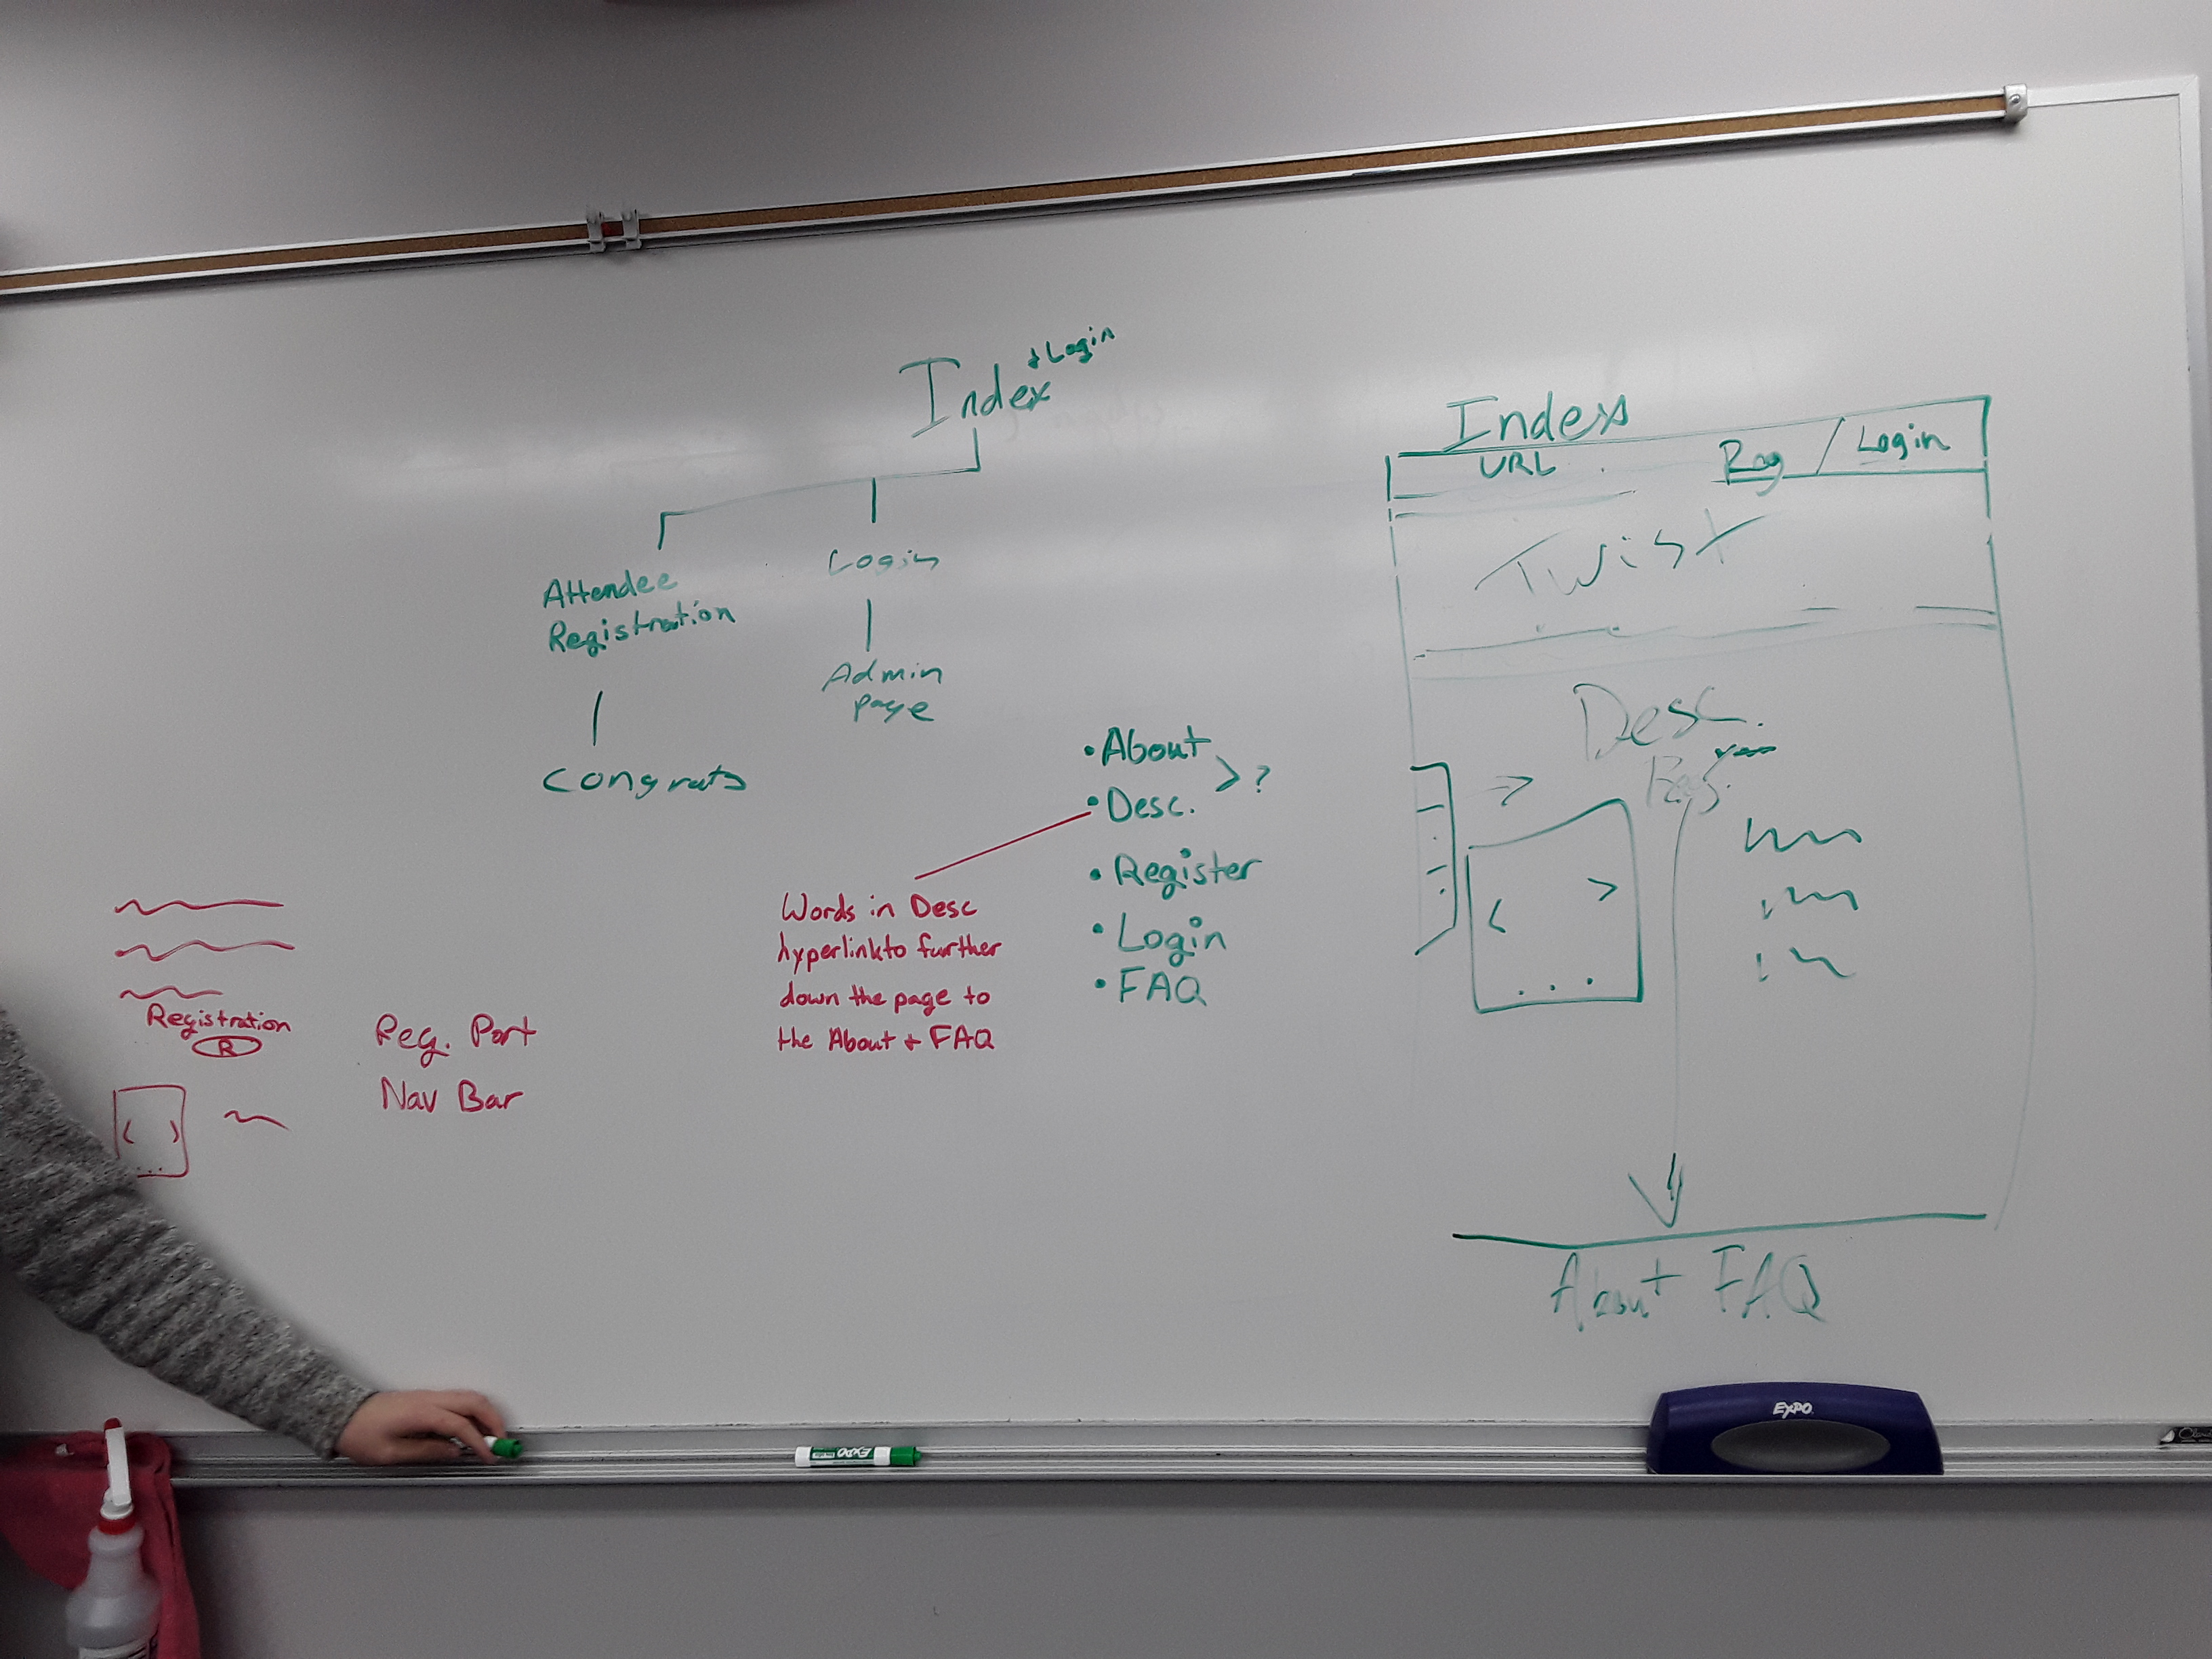 Index + Login
Attendee
Registration
Congrats
Login
Admin
page
• About
> ?
• Desc.
• Register
• Login
• FAQ
Words in Desc
hyperlink to further
down the page to
the About + FAQ
Registration
R
Reg. Port
Nav Bar
Index
URL
Reg / Login
Twist
Desc.
Reg.
About FAQ
EXPO
EXPO